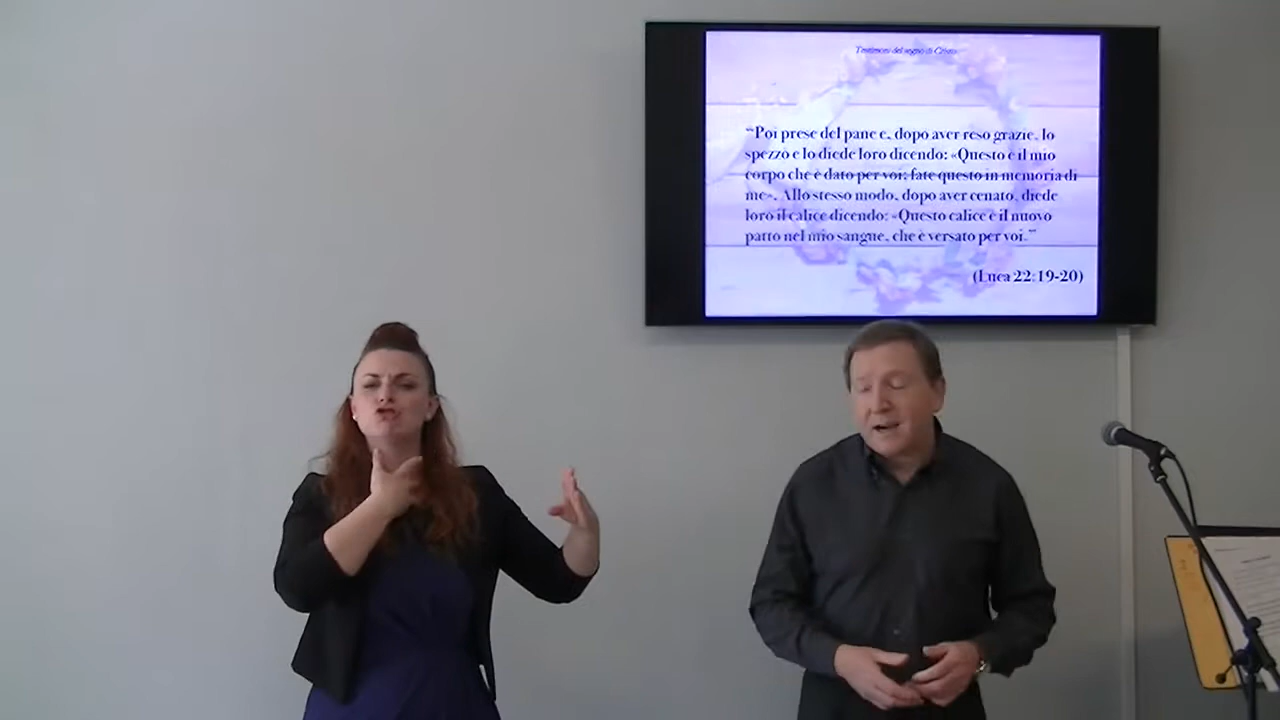 Testimoni del segno di Cristo
“Poi prese del pane e, dopo aver reso grazie, lo
spezzò e lo diede loro dicendo: «Questo è il mio
corpo che è dato per voi; fate questo in memoria di
me». Allo stesso modo, dopo aver cenato, diede
loro il calice dicendo: «Questo calice è il nuovo
patto nel mio sangue, che è versato per voi.”
(Luca 22:19-20)